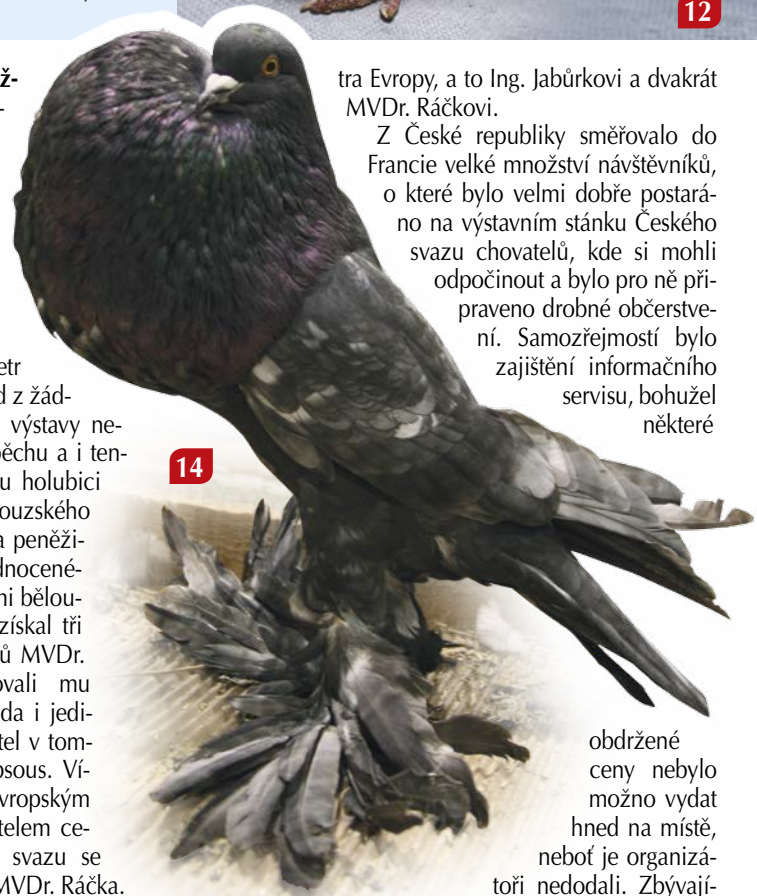 12
ž-
-
etr
d z žád-
výstavy ne-
pěchu a i ten-
u holubici
ouzského
a peněži-
dnocené-
ni bělou-
získal tři
ů MVDr.
ovali mu
da i jedi-
tel v tom-
osous. Ví-
vropským
telem ce-
svazu se
MVDr. Ráčka.
14
tra Evropy, a to Ing. Jabůrkovi a dvakrát
MVDr. Ráčkovi.
Z České republiky směřovalo do
Francie velké množství návštěvníků,
o které bylo velmi dobře postará-
no na výstavním stánku Českého
svazu chovatelů, kde si mohli
odpočinout a bylo pro ně při-
praveno drobné občerstve-
ní. Samozřejmostí bylo
zajištění informačního
servisu, bohužel
některé
obdržené
ceny nebylo
možno vydat
hned na místě,
neboť je organizá-
toři nedodali. Zbývají-